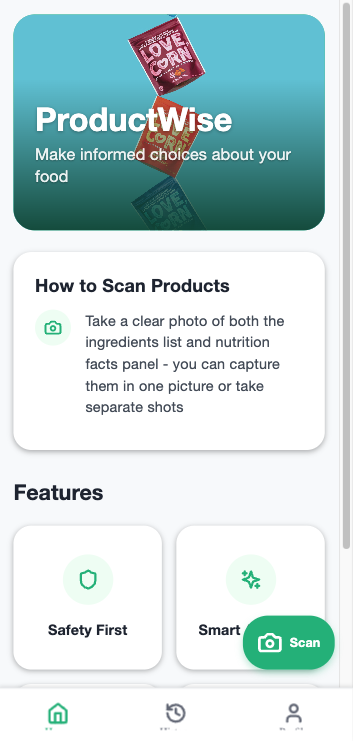 LOVE
CORN
ProductWise
LOVE
CORN
Make informed choices about your
food
LOVE
CORN
How to Scan Products
Take a clear photo of both the
ingredients list and nutrition
facts panel - you can capture
them in one picture or take
separate shots
Features
Safety First
Smart
Scan